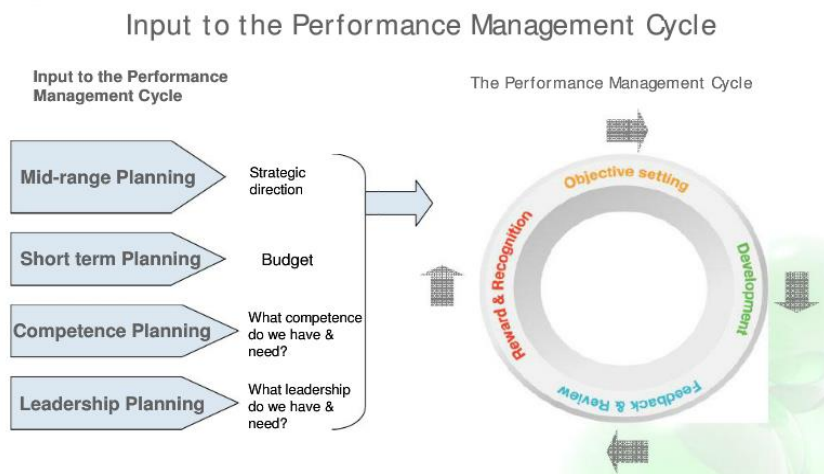 Input to the Performance Management Cycle
Input to the Performance
Management Cycle
Mid-range Planning
Strategic
direction
Short term Planning
Budget
Competence Planning
What competence
do we have &
need?
Leadership Planning
What leadership
do we have &
need?
The Performance Management Cycle
Objective setting
Development
Feedback & Review
Reward & Recognition